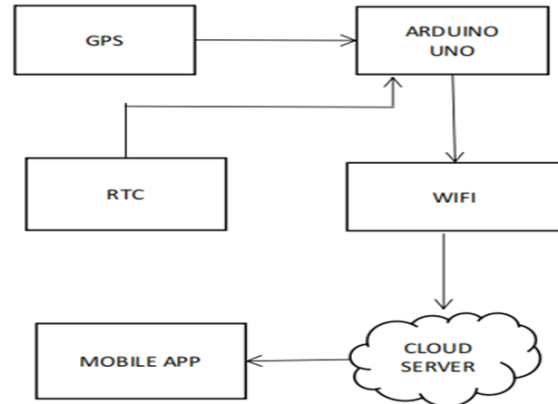 GPS
ARDUINO
UNO
RTC
WIFI
MOBILE APP
CLOUD
SERVER